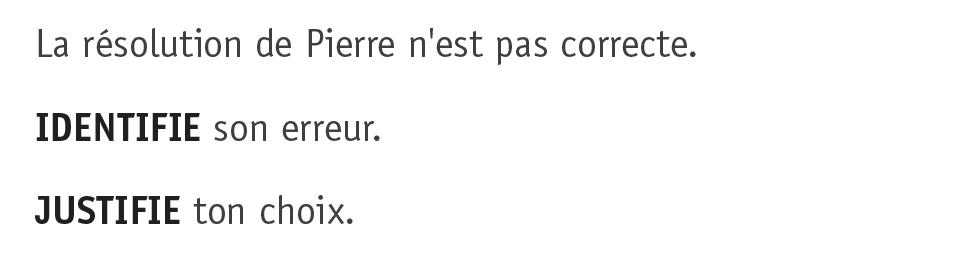 La résolution de Pierre n'est pas correcte.
IDENTIFIE son erreur.
JUSTIFIE ton choix.